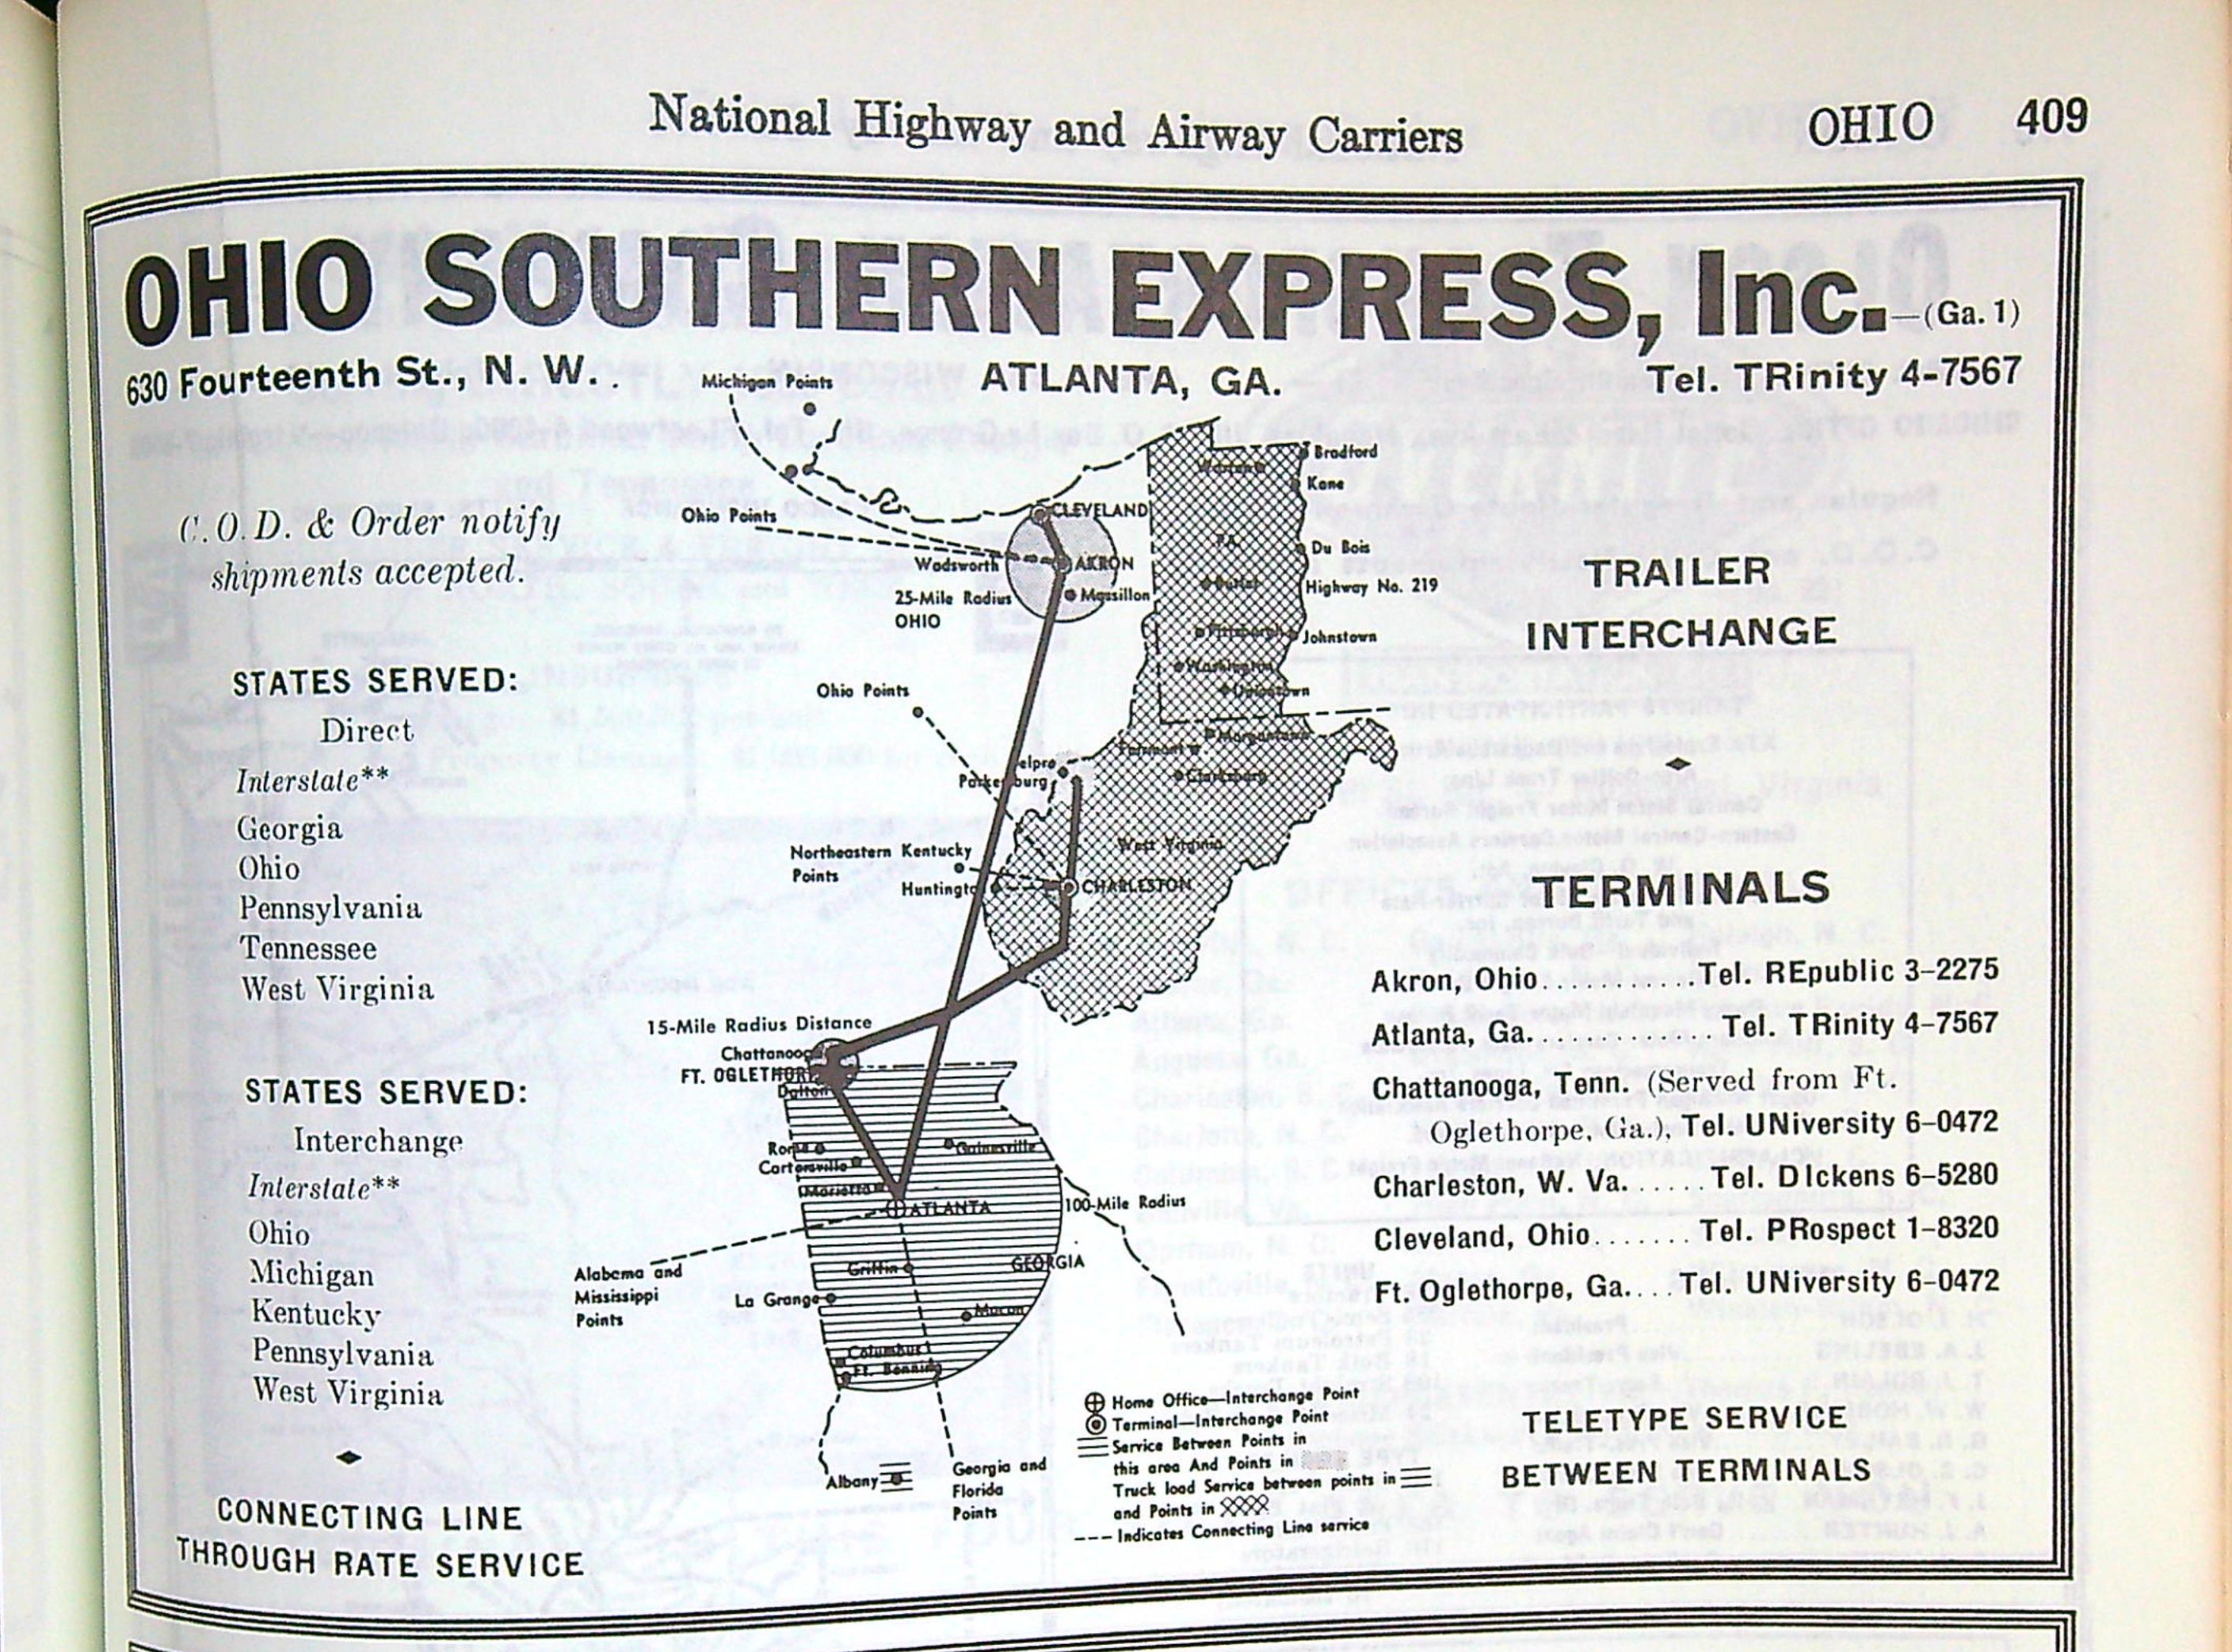 National Highway and Airway Carriers OHIO 409
OHIO SOUTHERN EXPRESS, Inc.—(Ga. 1)
630 Fourteenth St., N. W. . ATLANTA, GA. Tel. TRinity 4-7567
C.O.D. & Order notify
shipments accepted.
STATES SERVED:
Direct
Interstate**
Georgia
Ohio
Pennsylvania
Tennessee
West Virginia
STATES SERVED:
Interchange
Interstate**
Ohio
Michigan
Kentucky
Pennsylvania
West Virginia
CONNECTING LINE
THROUGH RATE SERVICE
Michigan Points
Ohio Points
CLEVELAND
Wadsworth
AKRON
25-Mile Radius
OHIO
Massillon
Warren
Bradford
Kane
PA.
Du Bois
Butler
Highway No. 219
Pittsburgh
Johnstown
Washington
Uniontown
Ohio Points
Morgantown
Fairmont
Clarksburg
West Virginia
Northeastern Kentucky
Points
CHARLESTON
15-Mile Radius Distance
Dalton
Rome
Gainesville
Cartersville
Marietta
ATLANTA
100-Mile Radius
GEORGIA
Alabama and
Mississippi
Points
Griffin
La Grange
Macon
Columbus
Ft. Benning
Albany
Georgia and
Florida
Points
Home Office—Interchange Point
Terminal—Interchange Point
Service Between Points in
this area And Points in
Truck load Service between points in
and Points in
---- Indicates Connecting Line service
TRAILER
INTERCHANGE
TERMINALS
Akron, Ohio........... Tel. REpublic 3-2275
Atlanta, Ga............. Tel. TRinity 4-7567
Chattanooga, Tenn. (Served from Ft.
Oglethorpe, Ga.), Tel. UNiversity 6-0472
Charleston, W. Va...... Tel. DIckens 6-5280
Cleveland, Ohio....... Tel. PRospect 1-8320
Ft. Oglethorpe, Ga.... Tel. UNiversity 6-0472
TELETYPE SERVICE
BETWEEN TERMINALS